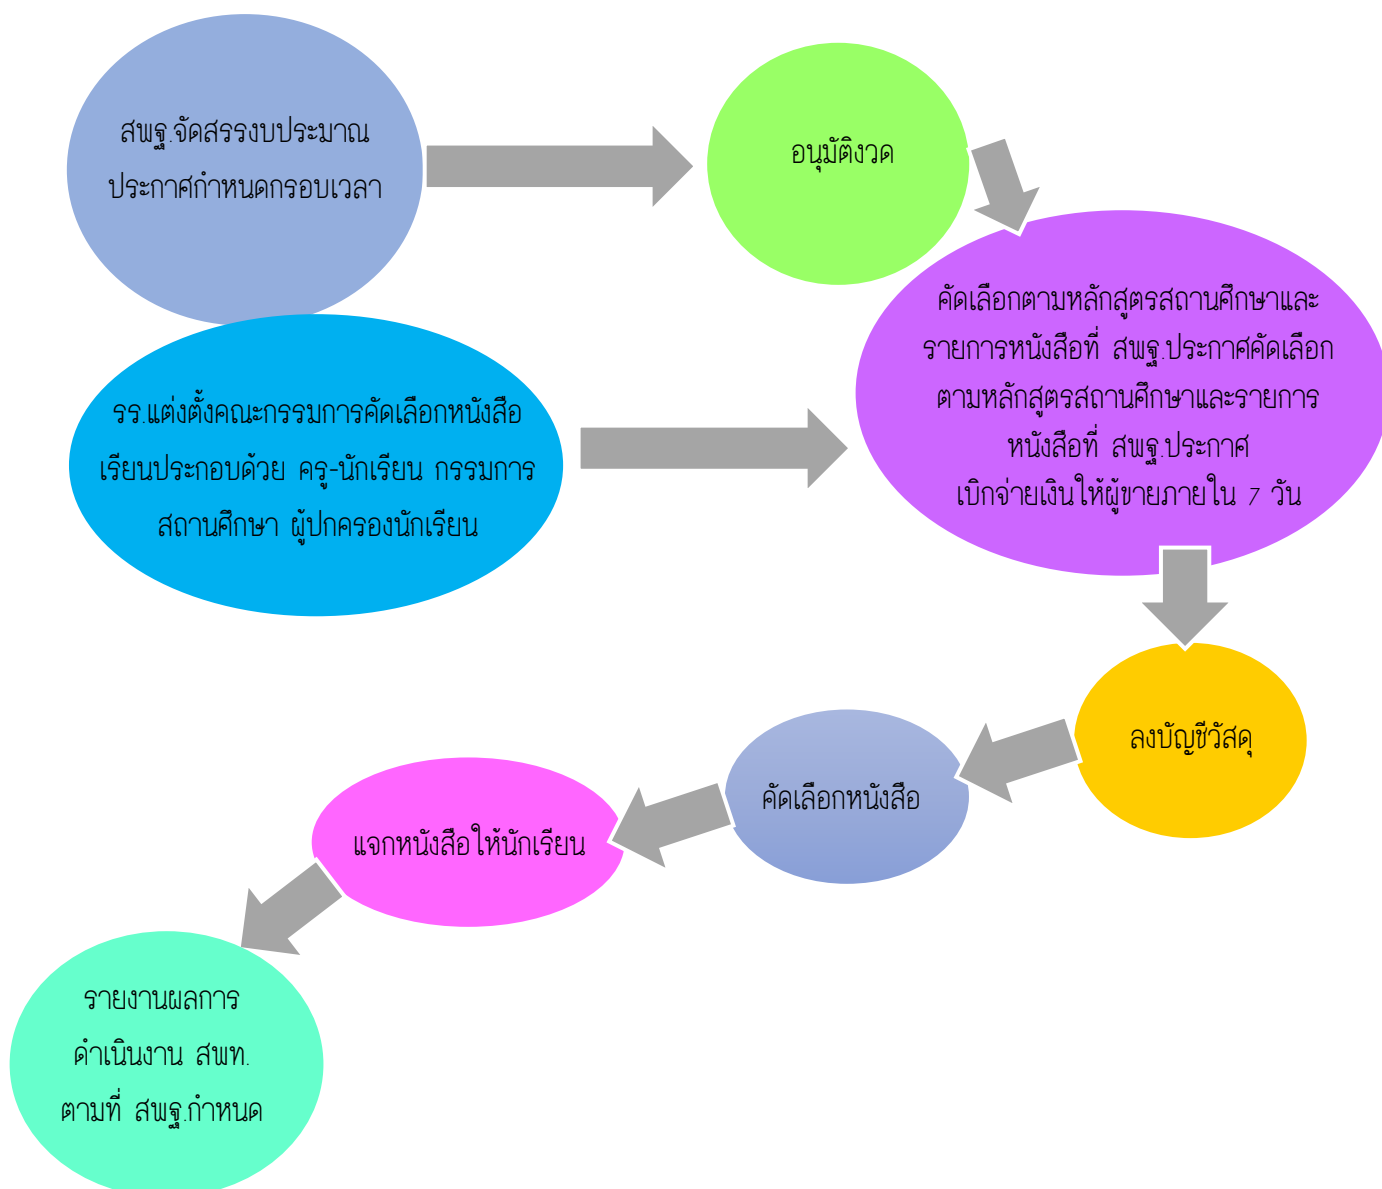 สพฐ.จัดสรรงบประมาณ
ประกาศกำหนดกรอบเวลา
อนุมัติงวด
รร.แต่งตั้งคณะกรรมการคัดเลือกหนังสือ
เรียนประกอบด้วย ครู-นักเรียน กรรมการ
สถานศึกษา ผู้ปกครองนักเรียน
คัดเลือกตามหลักสูตรสถานศึกษาและ
รายการหนังสือที่ สพฐ.ประกาศคัดเลือก
ตามหลักสูตรสถานศึกษาและรายการ
หนังสือที่ สพฐ.ประกาศ
เบิกจ่ายเงินให้ผู้ขายภายใน 7 วัน
ลงบัญชีวัสดุ
คัดเลือกหนังสือ
แจกหนังสือให้นักเรียน
รายงานผลการ
ดำเนินงาน สพท.
ตามที่ สพฐ.กำหนด